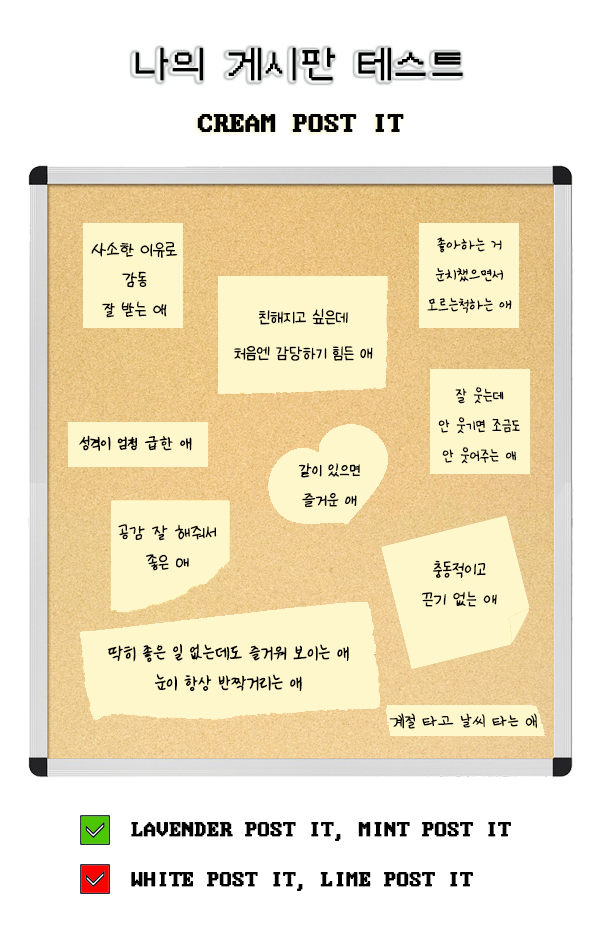 나의 게시판 테스트
CREAM POST IT
사소한 이유로
감동
잘 받는 애
좋아하는 거
눈치챘으면서
모르는척하는 애
친해지고 싶은데
처음엔 감당하기 힘든 애
잘 웃는데
안 웃기면 조금도
안 웃어주는 애
성격이 엄청 급한 애
같이 있으면
즐거운 애
공감 잘 해줘서
좋은 애
충동적이고
끈기 없는 애
딱히 좋은 일 없는데도 즐거워 보이는 애
눈이 항상 반짝거리는 애
계절 타고 날씨 타는 애
LAVENDER POST IT, MINT POST IT
WHITE POST IT, LIME POST IT